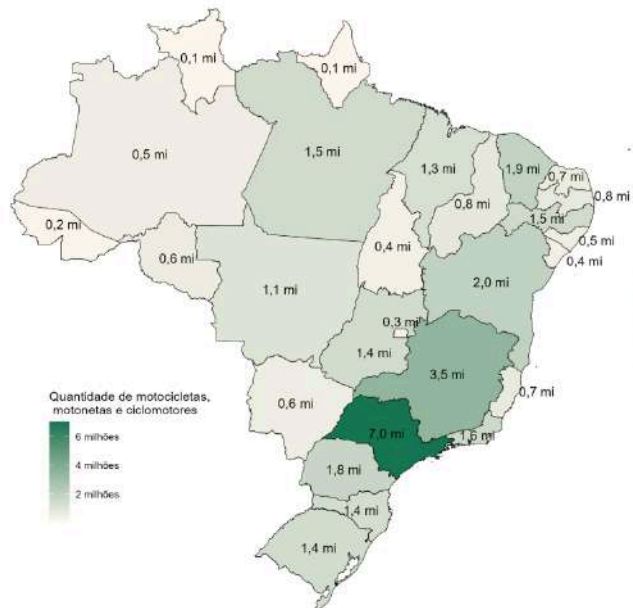 0,1 mi
0,1 mi
0,5 mi
1,5 mi
1,3 mi
1,9 mi
0,7 mi
0,8 mi
0,8 mi
1,5 mi
0,2 mi
0,4 mi
0,5 mi
0,6 mi
0,4 mi
1,1 mi
2,0 mi
0,3 mi
1,4 mi
3,5 mi
0,7 mi
0,6 mi
7,0 mi
1,6 mi
1,8 mi
1,4 mi
1,4 mi
Quantidade de motocicletas,
motonetas e ciclomotores
6 milhões
4 milhões
2 milhões